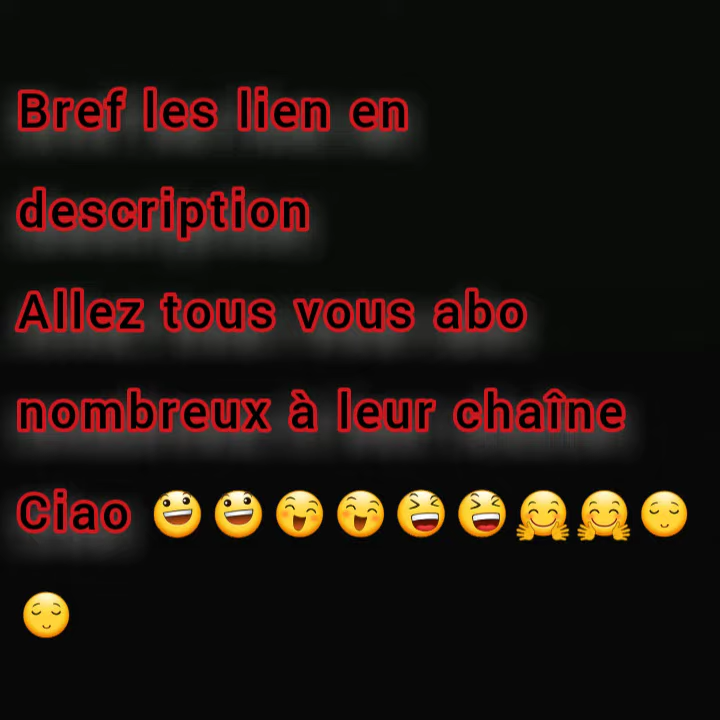 Bref les lien en
description
Allez tous vous abo
nombreux à leur chaîne
Ciao 😃😃😄😄😆😆🤗🤗😌
😌